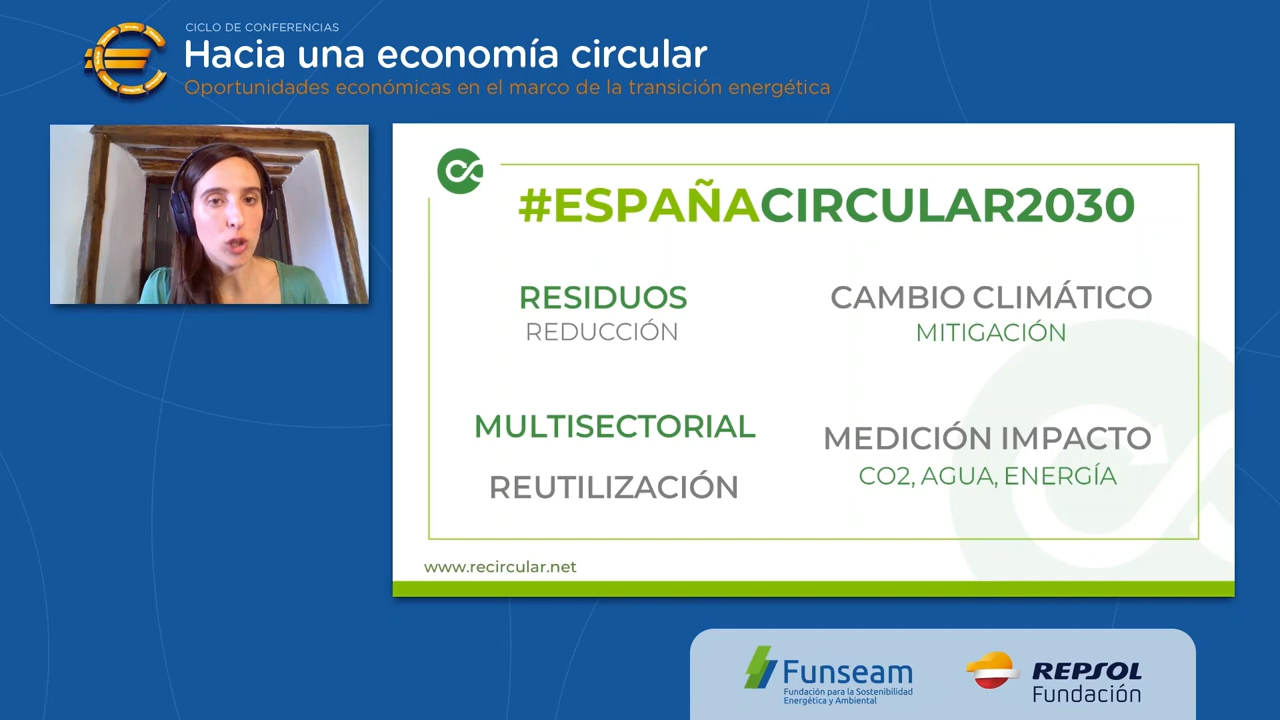 CICLO DE CONFERENCIAS
Hacia una economía circular
Oportunidades económicas en el marco de la transición energética
#ESPAÑACIRCULAR2030
RESIDUOS
REDUCCIÓN
CAMBIO CLIMÁTICO
MITIGACIÓN
MULTISECTORIAL
REUTILIZACIÓN
MEDICIÓN IMPACTO
CO2, AGUA, ENERGÍA
www.recircular.net
Funseam
Fundación para la Sostenibilidad
Energética y Ambiental
REPSOL
Fundación